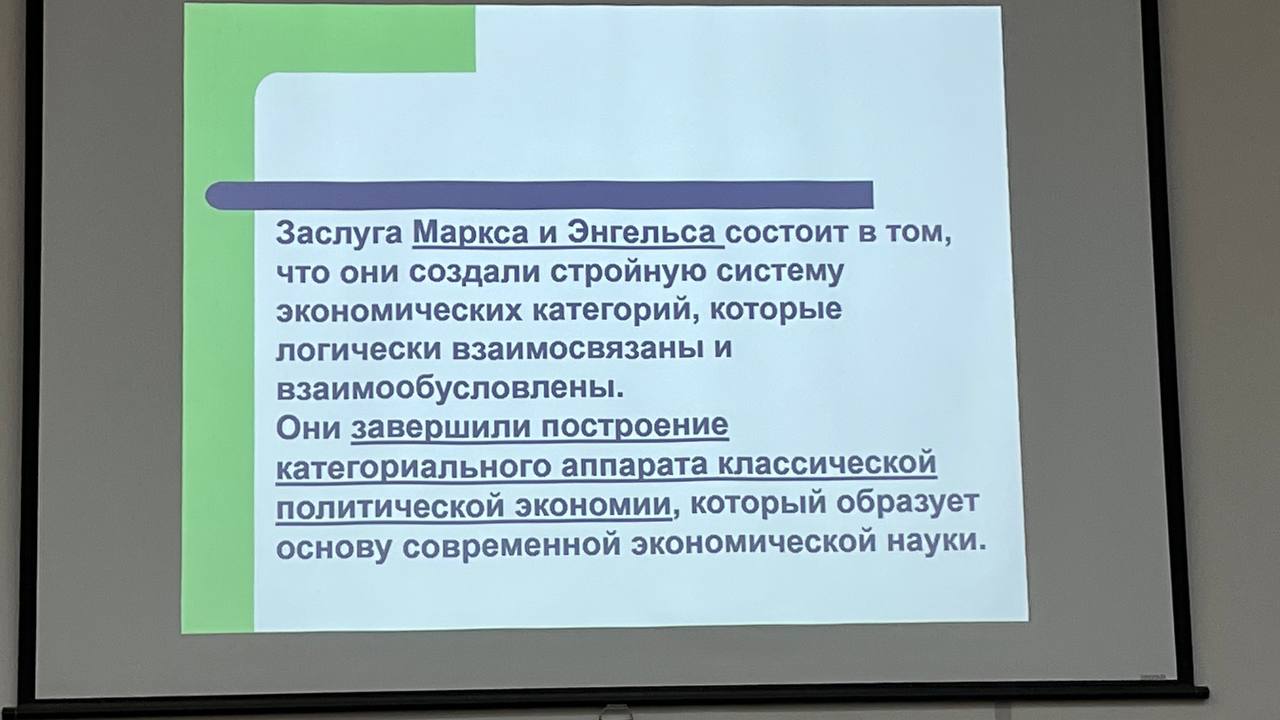 Заслуга Маркса и Энгельса состоит в том,
что они создали стройную систему
экономических категорий, которые
логически взаимосвязаны и
взаимообусловлены.
Они завершили построение
категориального аппарата классической
политической экономии, который образует
основу современной экономической науки.